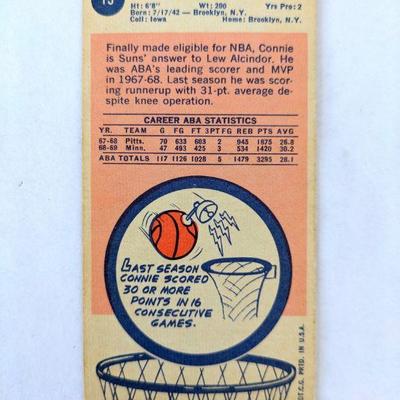 Ht: 6'8" Wt: 200 Yrs Pro: 2
Born: 7/17/42 — Brooklyn, N.Y.
Coll: Iowa Home: Brooklyn, N.Y.
Finally made eligible for NBA, Connie
is Suns' answer to Lew Alcindor. He
was ABA's leading scorer and MVP
in 1967-68. Last season he was scor-
ing runnerup with 31-pt. average
despite knee operation.
CAREER ABA STATISTICS
YR. TEAM G FG FT 3PT FG REB PTS AVG
67-68 Pitts. 70 633 603 2 945 1875 26.8
68-69 Minn. 47 493 425 3 534 1420 30.2
ABA TOTALS 117 1126 1028 5 1479 3295 28.1
LAST SEASON
CONNIE SCORED
30 OR MORE
POINTS IN 16
CONSECUTIVE
GAMES.
T.C.G. PRTD. IN U.S.A.